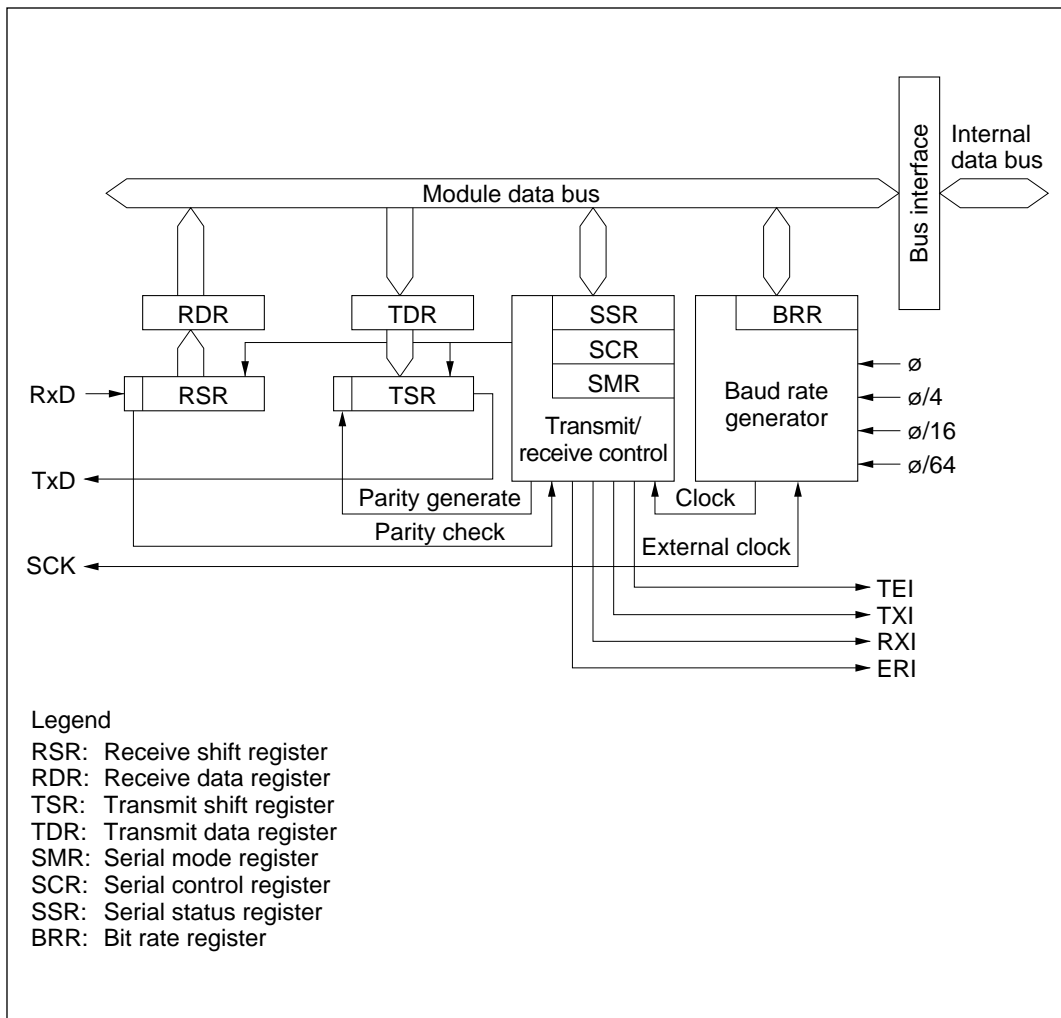 Internal
data bus
Bus interface
Module data bus
RDR
TDR
SSR
BRR
SCR
SMR
RxD
RSR
TSR
Transmit/
receive control
Baud rate
generator
ø
ø/4
ø/16
ø/64
TxD
Parity generate
Clock
Parity check
External clock
SCK
TEI
TXI
RXI
ERI
Legend
RSR: Receive shift register
RDR: Receive data register
TSR: Transmit shift register
TDR: Transmit data register
SMR: Serial mode register
SCR: Serial control register
SSR: Serial status register
BRR: Bit rate register